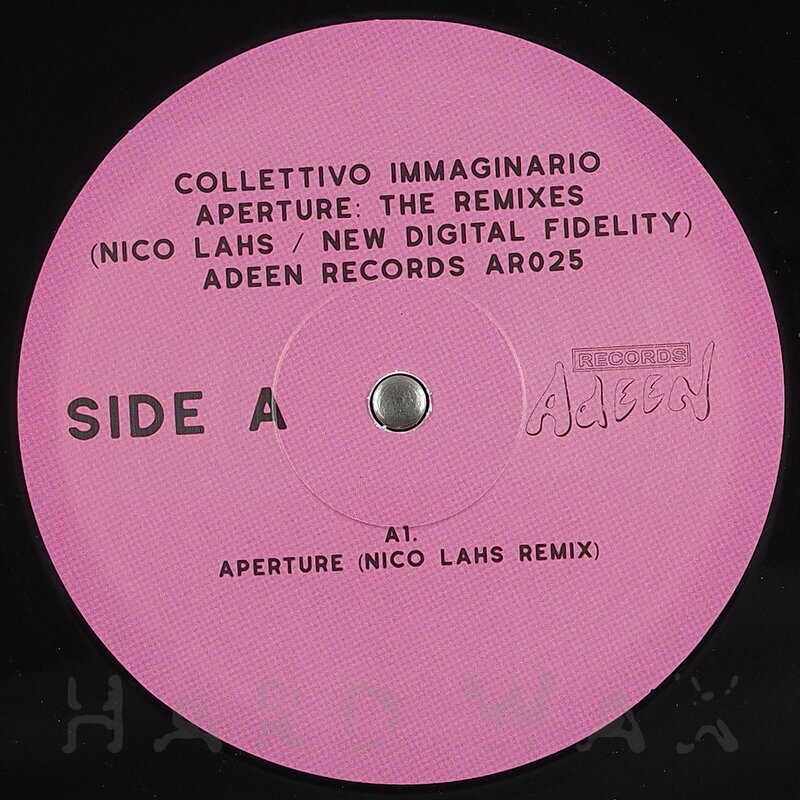 COLLETTIVO IMMAGINARIO
APERTURE: THE REMIXES
(NICO LAHS / NEW DIGITAL FIDELITY)
ADEEN RECORDS AR025
RECORDS
ADEEN
SIDE A
A1.
APERTURE (NICO LAHS REMIX)
HARD WAX